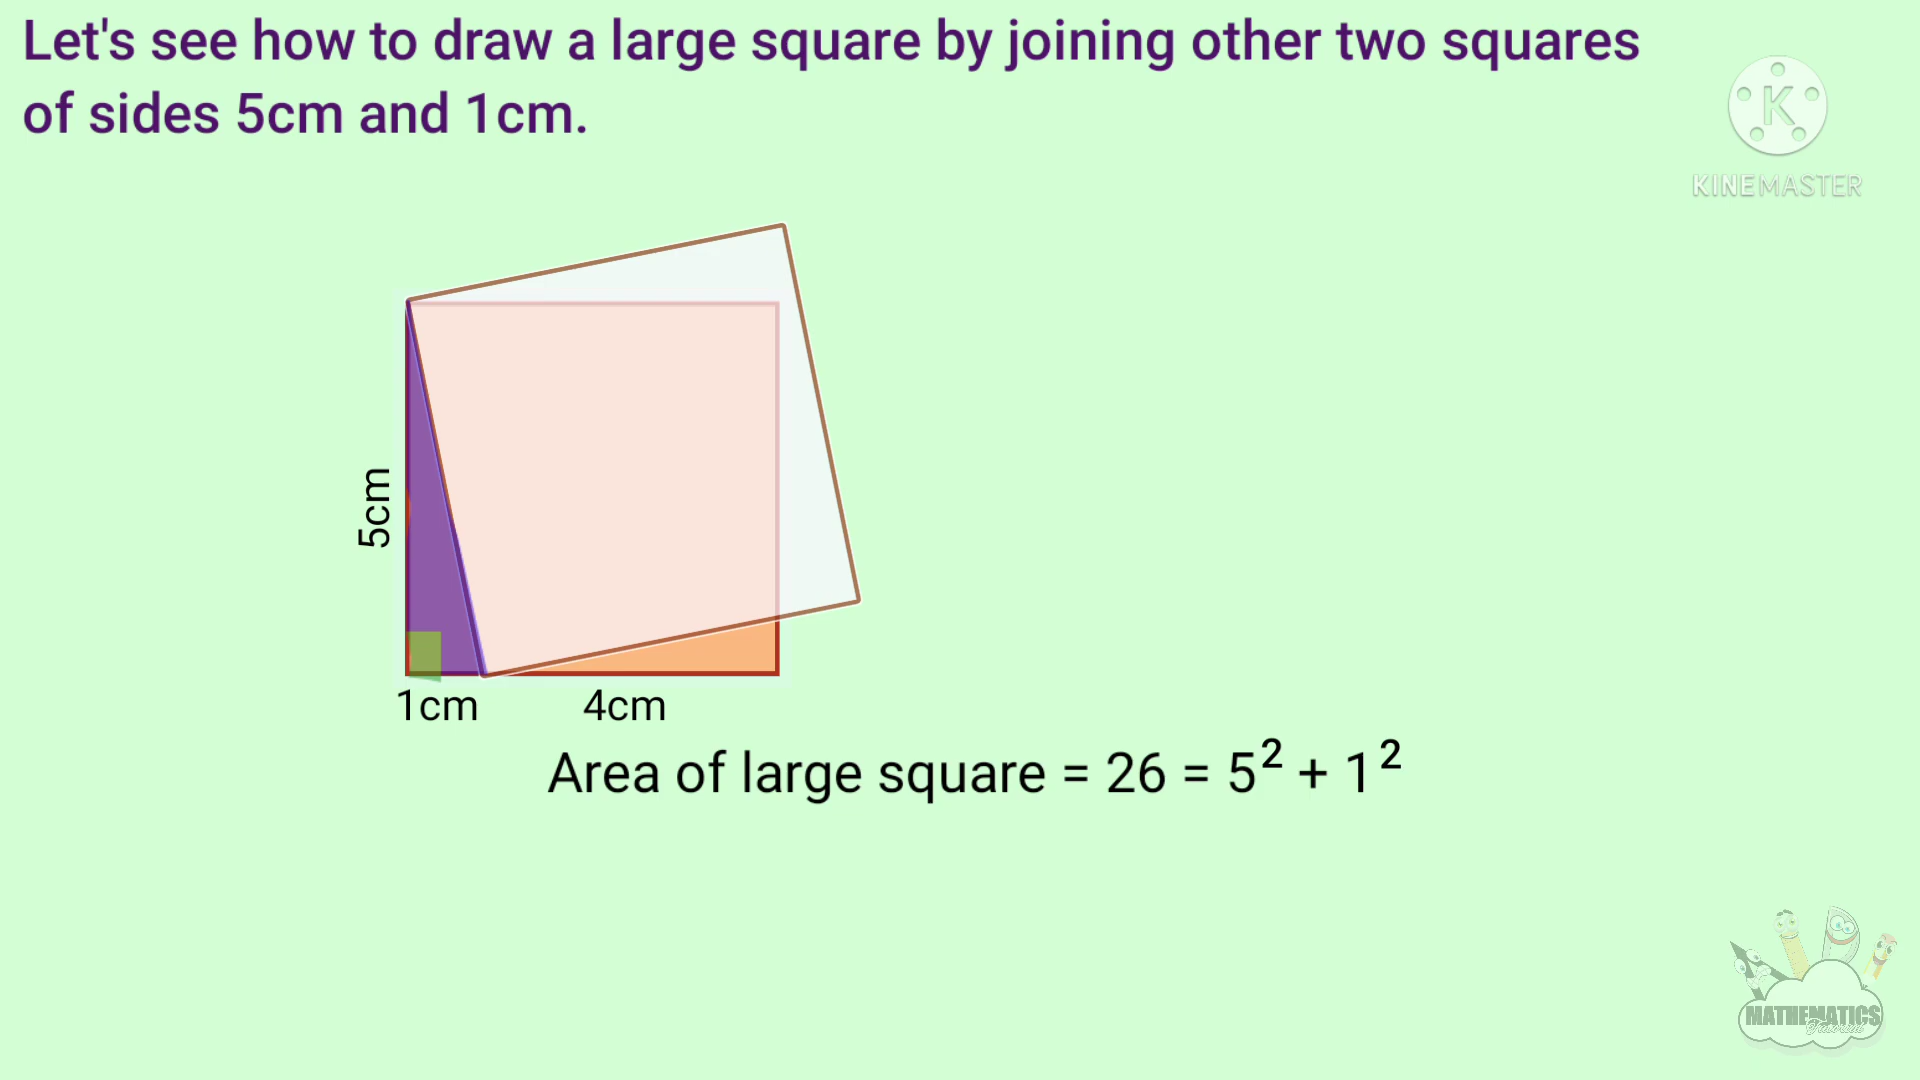 Let's see how to draw a large square by joining other two squares
of sides 5cm and 1cm.
K
KINEMASTER
5cm
1cm 4cm
Area of large square = 26 = 5² + 1²
MATHEMATICS
Tutorial